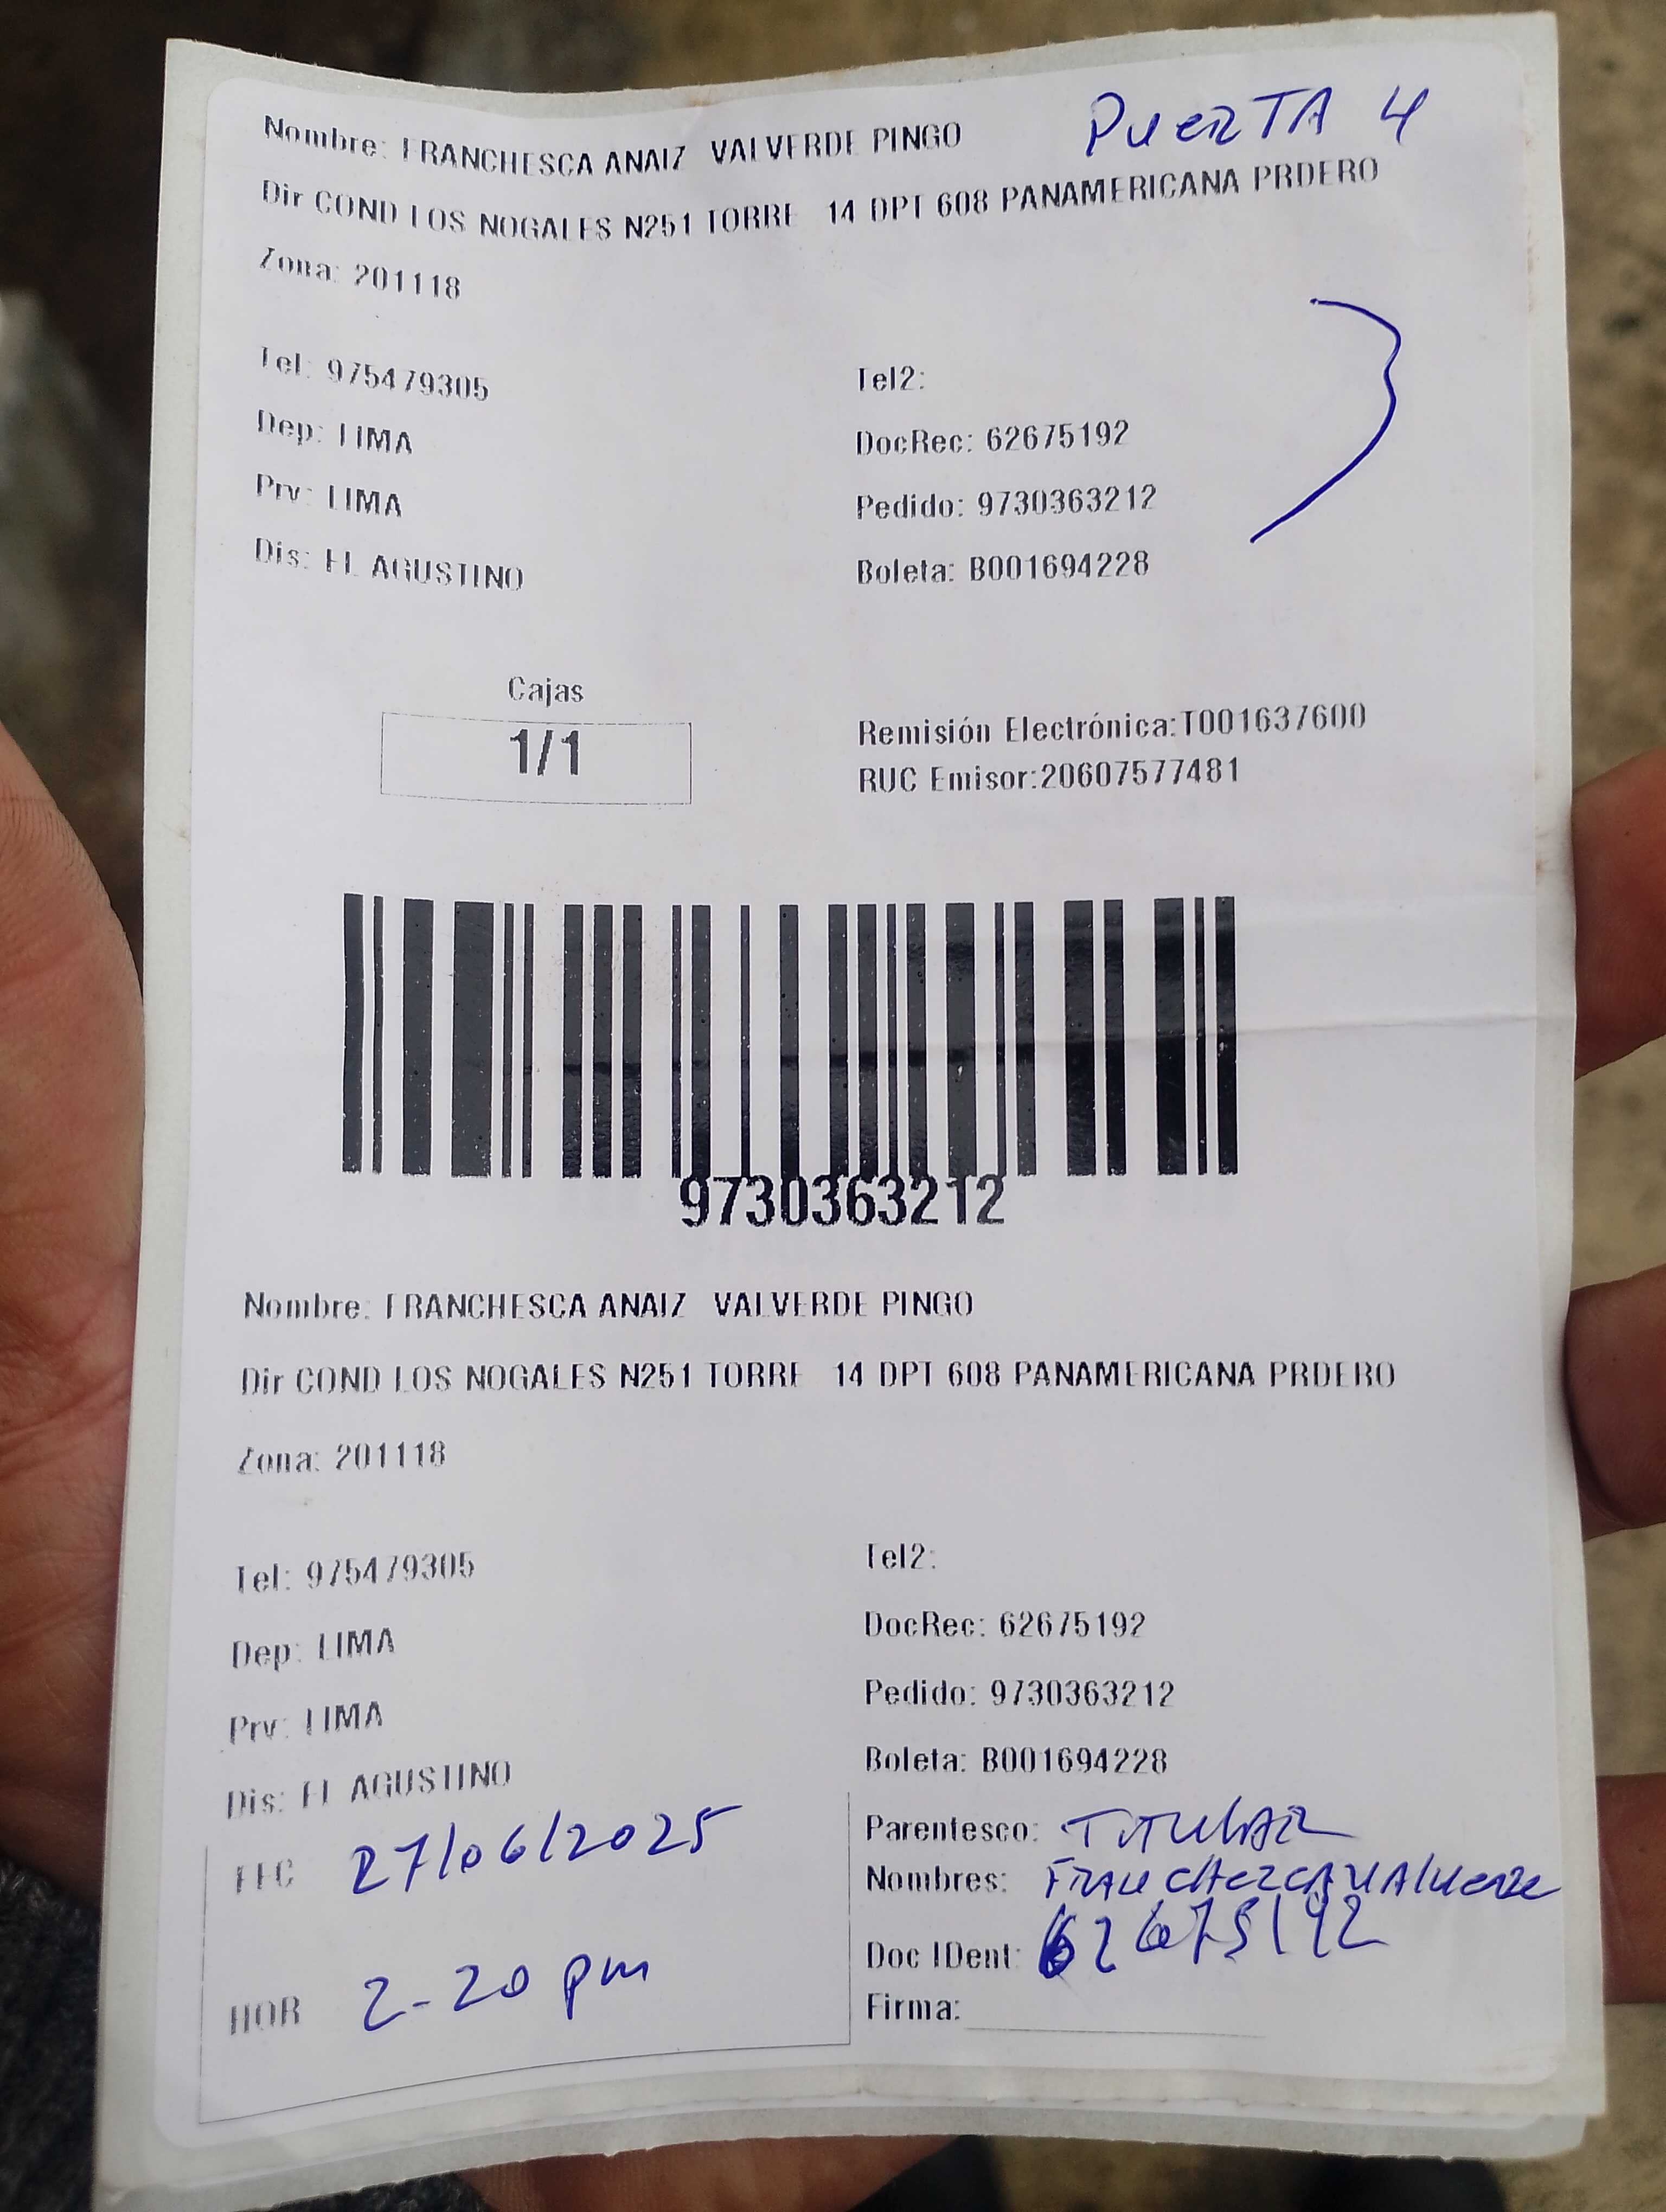 PuERTA 4
Nombre: FRANCHESCA ANAIZ VALVERDE PINGO
Dir COND LOS NOGALES N251 TORRE 14 DPT 608 PANAMERICANA PRDERO
Zona: 201118
Tel: 975479305 Tel2:
Dep: LIMA DocRec: 62675192
Prv: LIMA Pedido: 9730363212
Dis: EL AGUSTINO Boleta: B001694228
Cajas
1/1
Remisión Electrónica:T001637600
RUC Emisor:20607577481
9730363212
Nombre: FRANCHESCA ANAIZ VALVERDE PINGO
Dir COND LOS NOGALES N251 TORRE 14 DPT 608 PANAMERICANA PRDERO
Zona: 201118
Tel: 975479305 Tel2:
Dep: LIMA DocRec: 62675192
Prv: LIMA Pedido: 9730363212
Dis: EL AGUSTINO Boleta: B001694228
FEC 27/06/2025 Parentesco: TITULAR
Nombres: FRANCHEZCA VALVERDE
Doc IDent: 62675192
HOR 2-20 pm Firma: